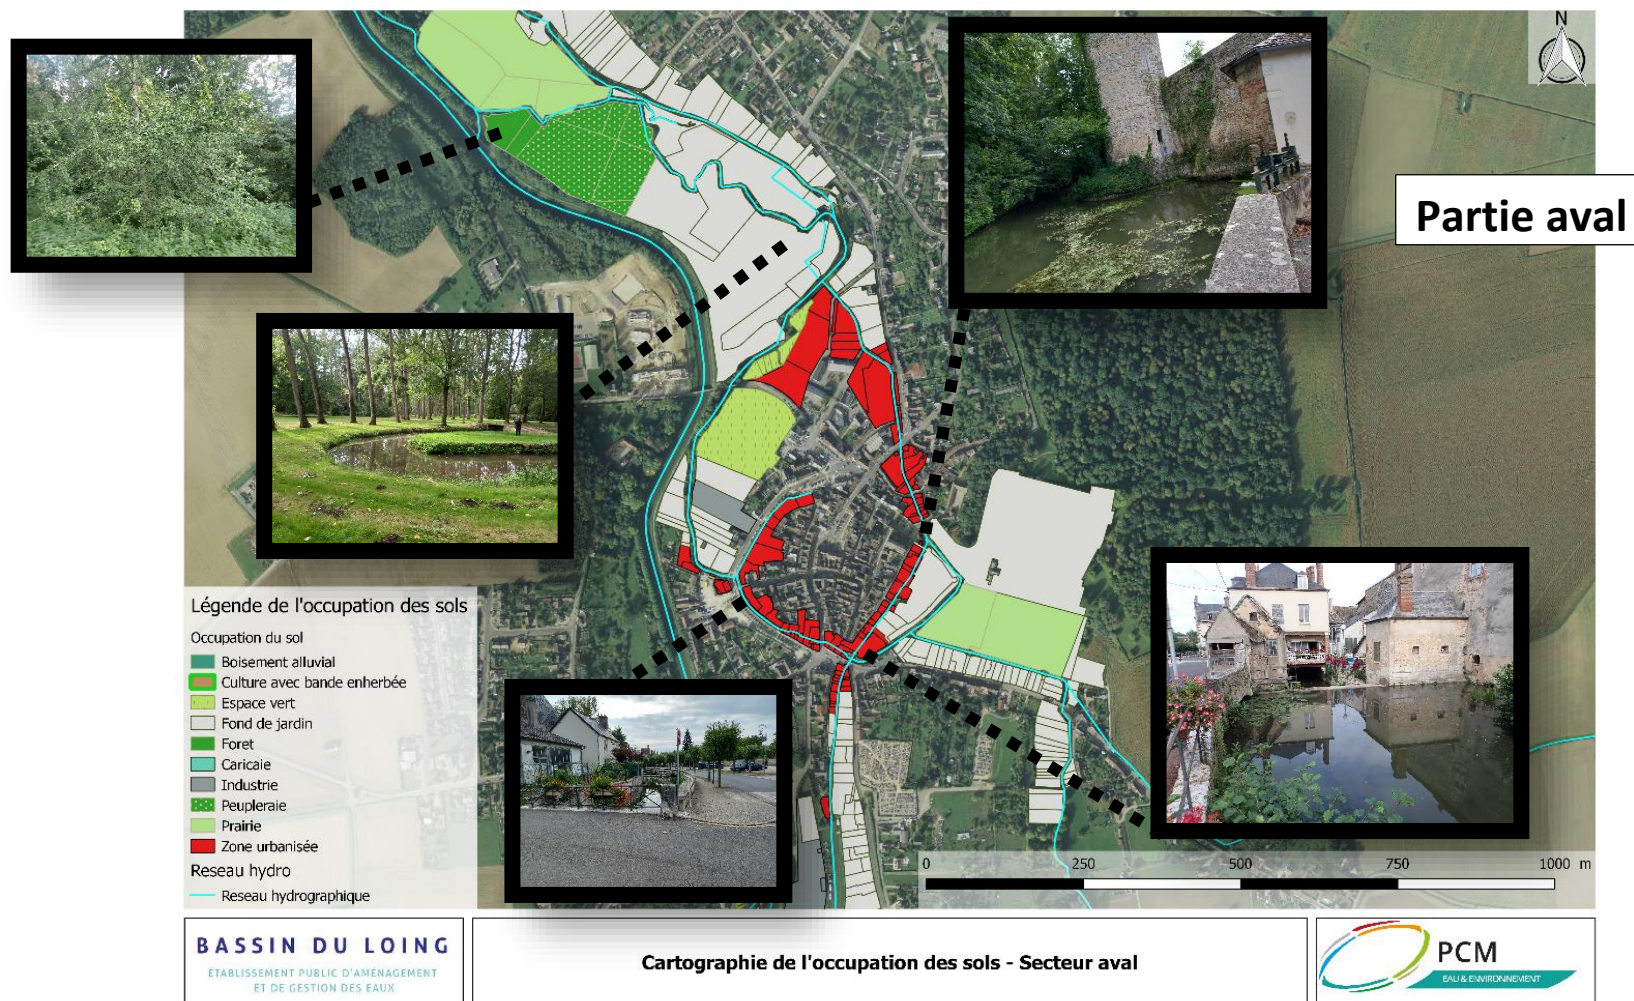 N
Partie aval
Légende de l'occupation des sols
Occupation du sol
Boisement alluvial
Culture avec bande enherbée
Espace vert
Fond de jardin
Foret
Caricaie
Industrie
Peupleraie
Prairie
Zone urbanisée
Reseau hydro
Reseau hydrographique
0 250 500 750 1000 m
BASSIN DU LOING
ÉTABLISSEMENT PUBLIC D'AMÉNAGEMENT
ET DE GESTION DES EAUX
Cartographie de l'occupation des sols - Secteur aval
PCM
EAU & ENVIRONNEMENT